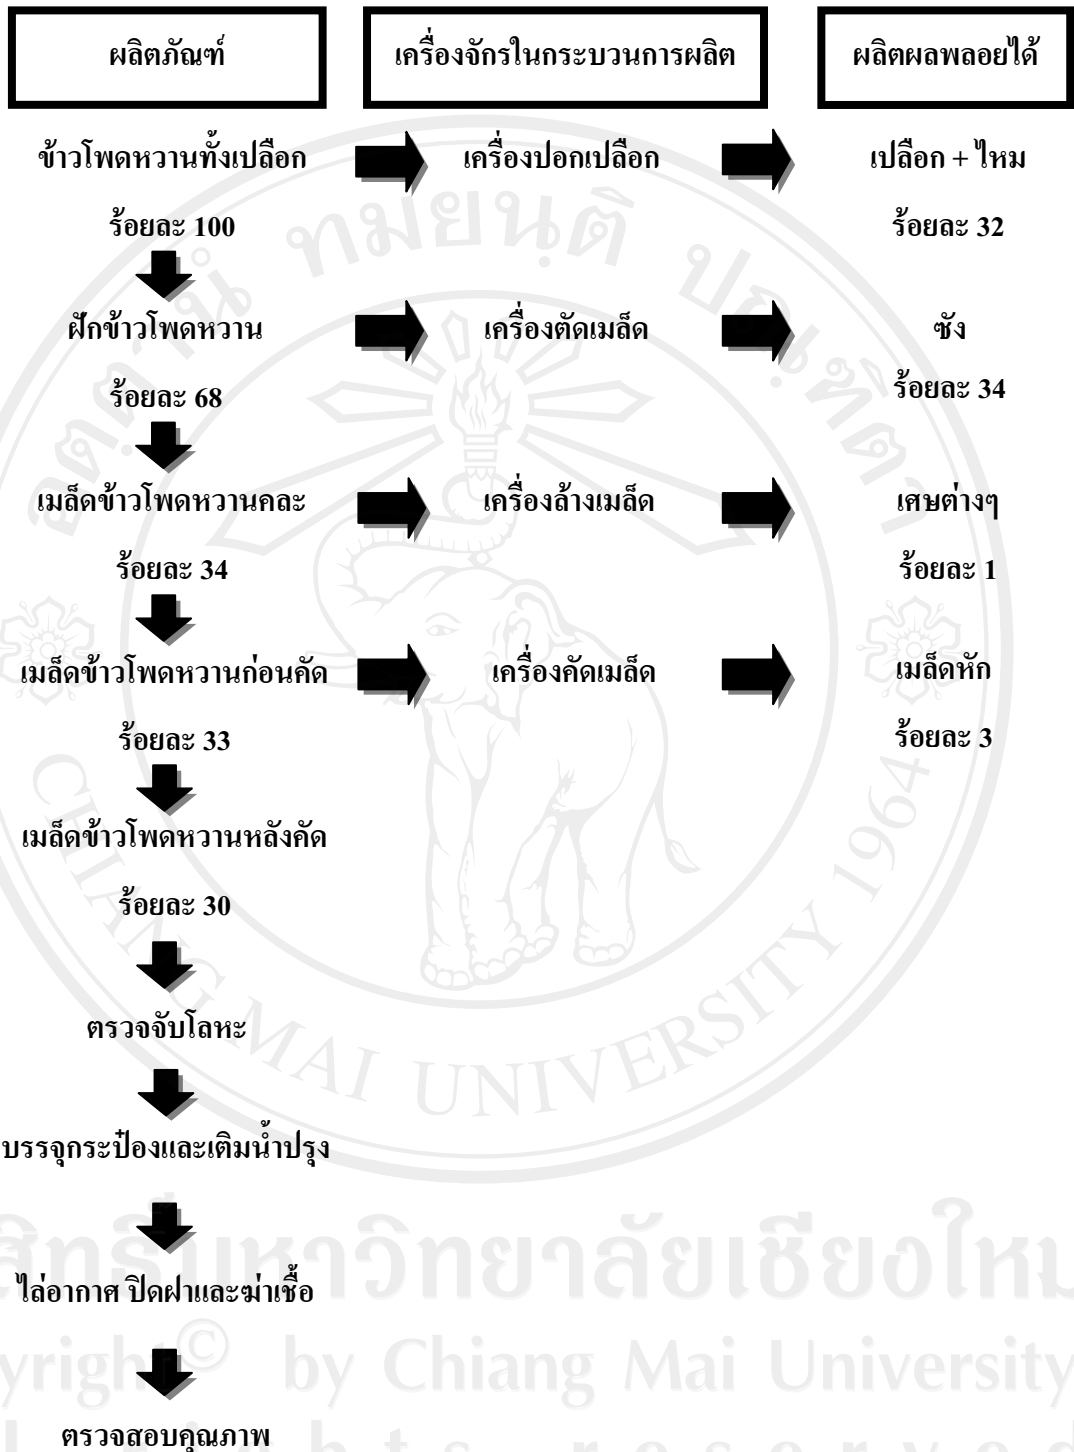 ผลิตภัณฑ์ เครื่องจักรในกระบวนการผลิต ผลิตผลพลอยได้
ข้าวโพดหวานทั้งเปลือก เครื่องปอกเปลือก เปลือก + ไหม
ร้อยละ 100 ร้อยละ 32
ฝักข้าวโพดหวาน เครื่องตัดเมล็ด ซัง
ร้อยละ 68 ร้อยละ 34
เมล็ดข้าวโพดหวานคละ เครื่องล้างเมล็ด เศษต่างๆ
ร้อยละ 34 ร้อยละ 1
เมล็ดข้าวโพดหวานก่อนคัด เครื่องคัดเมล็ด เมล็ดหัก
ร้อยละ 33 ร้อยละ 3
เมล็ดข้าวโพดหวานหลังคัด
ร้อยละ 30
ตรวจจับโลหะ
บรรจุกระป๋องและเติมน้ำปรุง
ไล่อากาศ ปิดฝาและฆ่าเชื้อ
ตรวจสอบคุณภาพ
CHIANG MAI UNIVERSITY 1964
by Chiang Mai University